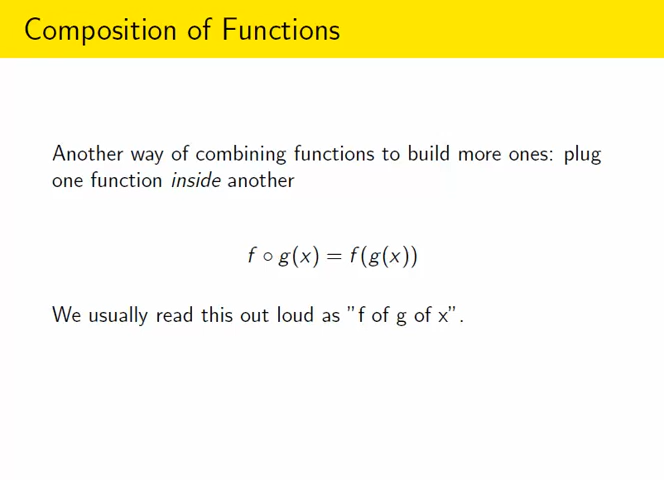 Composition of Functions
Another way of combining functions to build more ones: plug
one function inside another
f ∘ g(x) = f(g(x))
We usually read this out loud as ”f of g of x”.